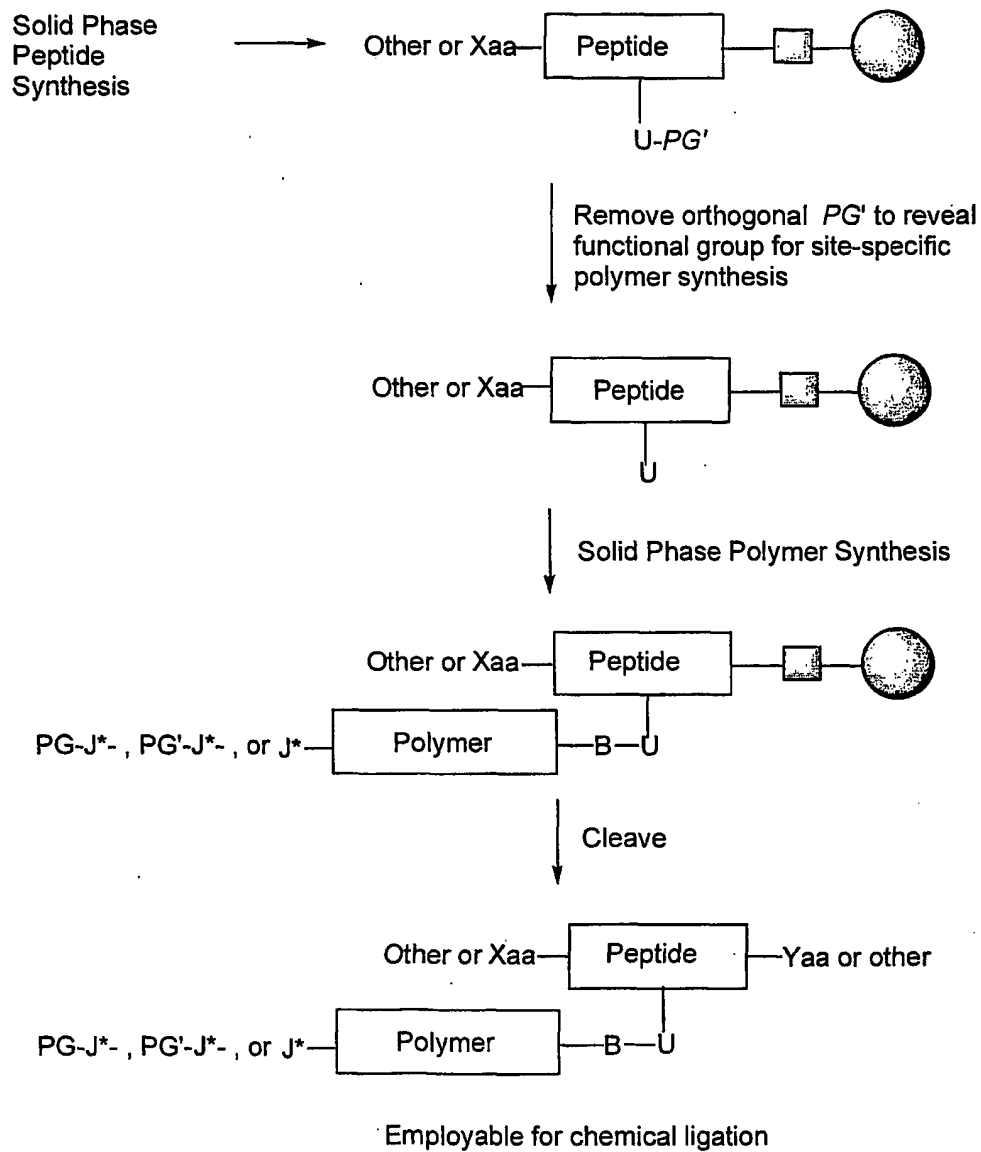 Solid Phase
Peptide
Synthesis
Other or Xaa
Peptide
U-PG'
Remove orthogonal PG' to reveal
functional group for site-specific
polymer synthesis
Other or Xaa
Peptide
U
Solid Phase Polymer Synthesis
Other or Xaa
Peptide
PG-J*- , PG'-J*- , or J*
Polymer
B
U
Cleave
Other or Xaa
Peptide
Yaa or other
PG-J*- , PG'-J*- , or J*
Polymer
B
U
Employable for chemical ligation